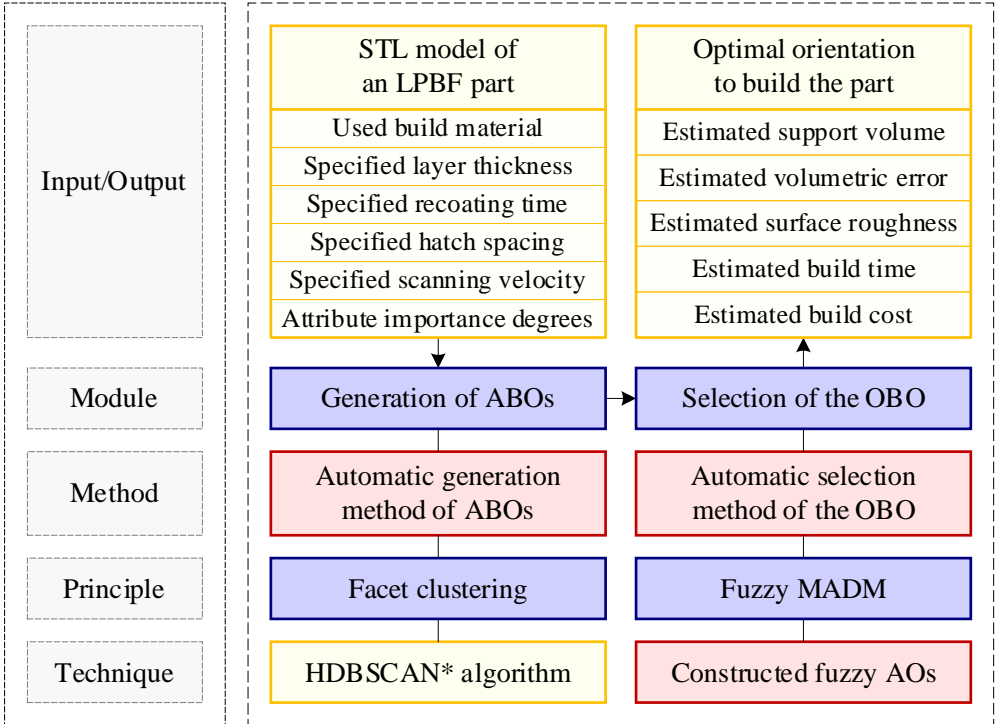 Input/Output
STL model of
an LPBF part
Used build material
Specified layer thickness
Specified recoating time
Specified hatch spacing
Specified scanning velocity
Attribute importance degrees
Optimal orientation
to build the part
Estimated support volume
Estimated volumetric error
Estimated surface roughness
Estimated build time
Estimated build cost
Module
Generation of ABOs
Selection of the OBO
Method
Automatic generation
method of ABOs
Automatic selection
method of the OBO
Principle
Facet clustering
Fuzzy MADM
Technique
HDBSCAN* algorithm
Constructed fuzzy AOs